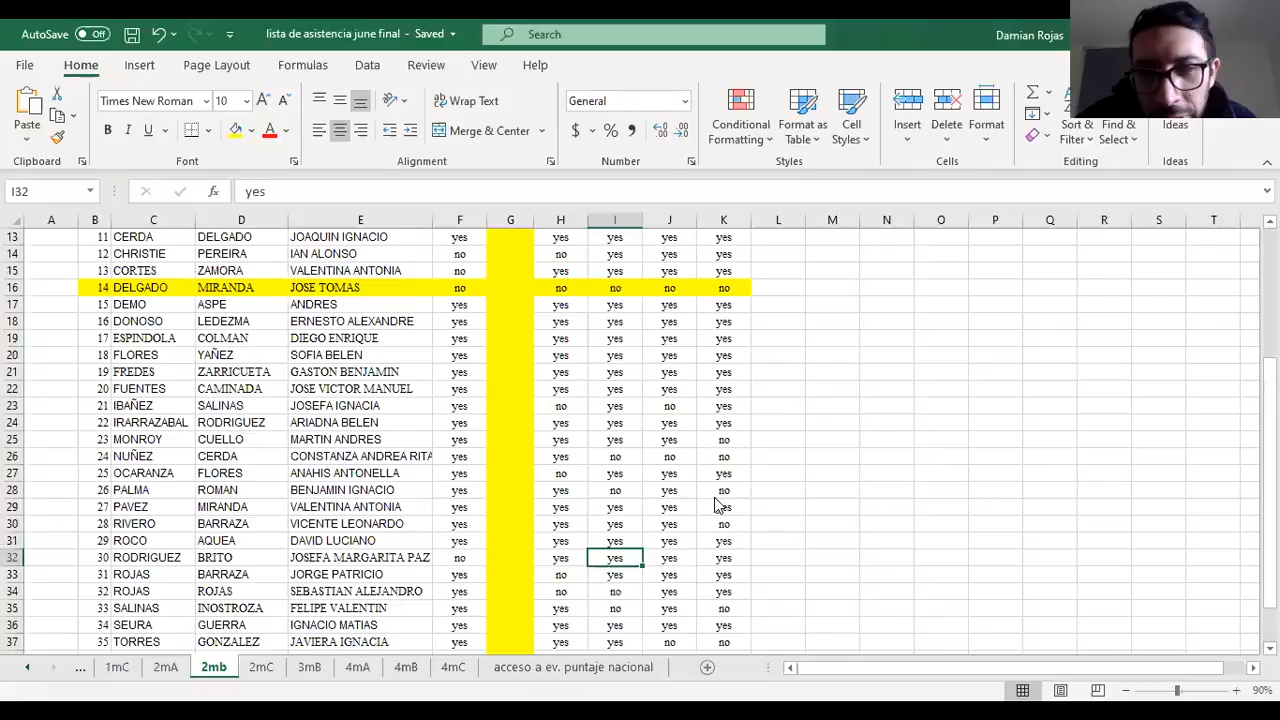 AutoSave Off lista de asistencia june final - Saved Search Damian Rojas
File Home Insert Page Layout Formulas Data Review View Help
Times New Roman 10 A A Wrap Text General
Paste B I U A Merge & Center $ % Conditional Formatting Format as Table Cell Styles Insert Delete Format Sort & Filter Find & Select Ideas
Clipboard Font Alignment Number Styles Cells Editing Ideas
I32 fx yes
A B C D E F G H I J K L M N O P Q R S T
13 11 CERDA DELGADO JOAQUIN IGNACIO yes yes yes yes yes
14 12 CHRISTIE PEREIRA IAN ALONSO no no yes yes yes
15 13 CORTES ZAMORA VALENTINA ANTONIA no yes yes yes yes
16 14 DELGADO MIRANDA JOSE TOMAS no no no no no
17 15 DEMO ASPE ANDRES yes yes yes yes yes
18 16 DONOSO LEDEZMA ERNESTO ALEXANDRE yes yes yes yes yes
19 17 ESPINDOLA COLMAN DIEGO ENRIQUE yes yes yes yes yes
20 18 FLORES YAÑEZ SOFIA BELEN yes yes yes yes yes
21 19 FREDES ZARRICUETA GASTON BENJAMIN yes yes yes yes yes
22 20 FUENTES CAMINADA JOSE VICTOR MANUEL yes yes yes yes yes
23 21 IBAÑEZ SALINAS JOSEFA IGNACIA yes no yes no yes
24 22 IRARRAZABAL RODRIGUEZ ARIADNA BELEN yes yes yes yes yes
25 23 MONROY CUELLO MARTIN ANDRES yes yes yes yes no
26 24 NUÑEZ CERDA CONSTANZA ANDREA RITA yes yes no no no
27 25 OCARANZA FLORES ANAHIS ANTONELLA yes no yes yes yes
28 26 PALMA ROMAN BENJAMIN IGNACIO yes yes no yes no
29 27 PAVEZ MIRANDA VALENTINA ANTONIA yes yes yes yes yes
30 28 RIVERO BARRAZA VICENTE LEONARDO yes yes yes yes no
31 29 ROCO AQUEA DAVID LUCIANO yes yes yes yes yes
32 30 RODRIGUEZ BRITO JOSEFA MARGARITA PAZ no yes yes yes yes
33 31 ROJAS BARRAZA JORGE PATRICIO yes no yes yes yes
34 32 ROJAS ROJAS SEBASTIAN ALEJANDRO yes no no yes yes
35 33 SALINAS INOSTROZA FELIPE VALENTIN yes yes no yes no
36 34 SEURA GUERRA IGNACIO MATIAS yes yes yes yes yes
37 35 TORRES GONZALEZ JAVIERA IGNACIA yes yes yes no no
... 1mC 2mA 2mb 2mC 3mB 4mA 4mB 4mC acceso a ev. puntaje nacional
90%